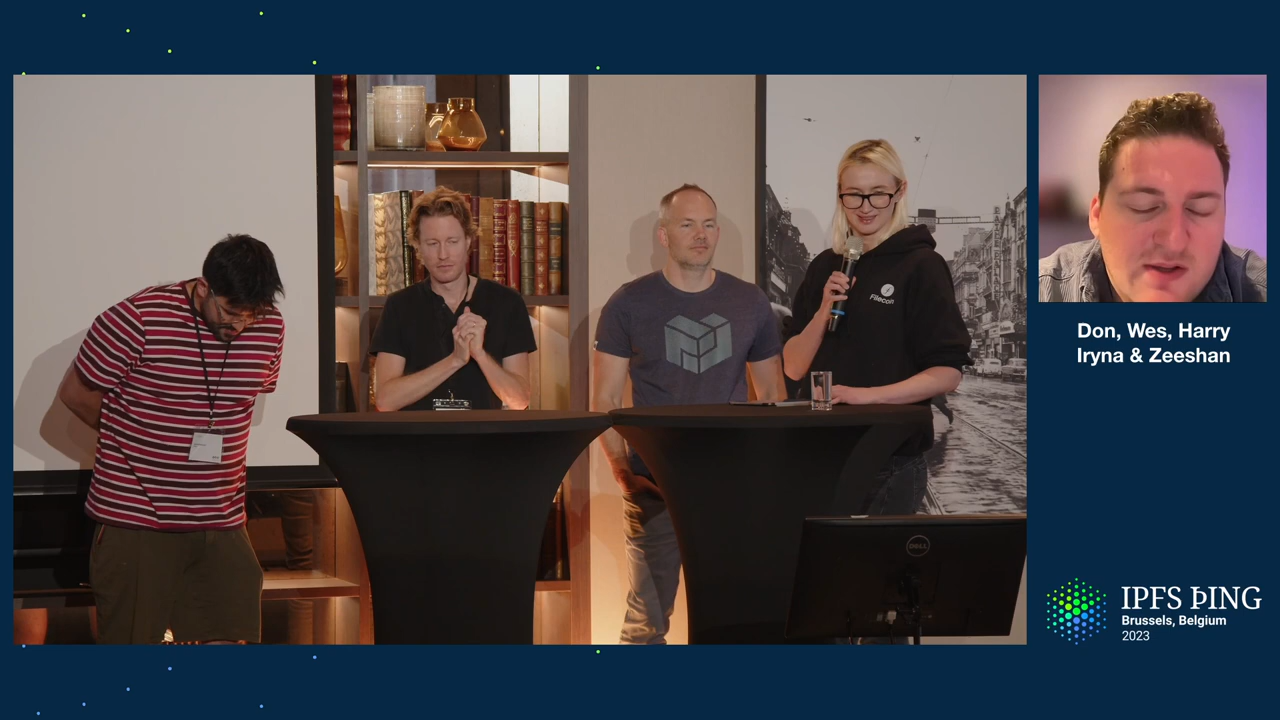 Filecoin
DELL
Don, Wes, Harry
Iryna & Zeeshan
IPFS ÞING
Brussels, Belgium
2023